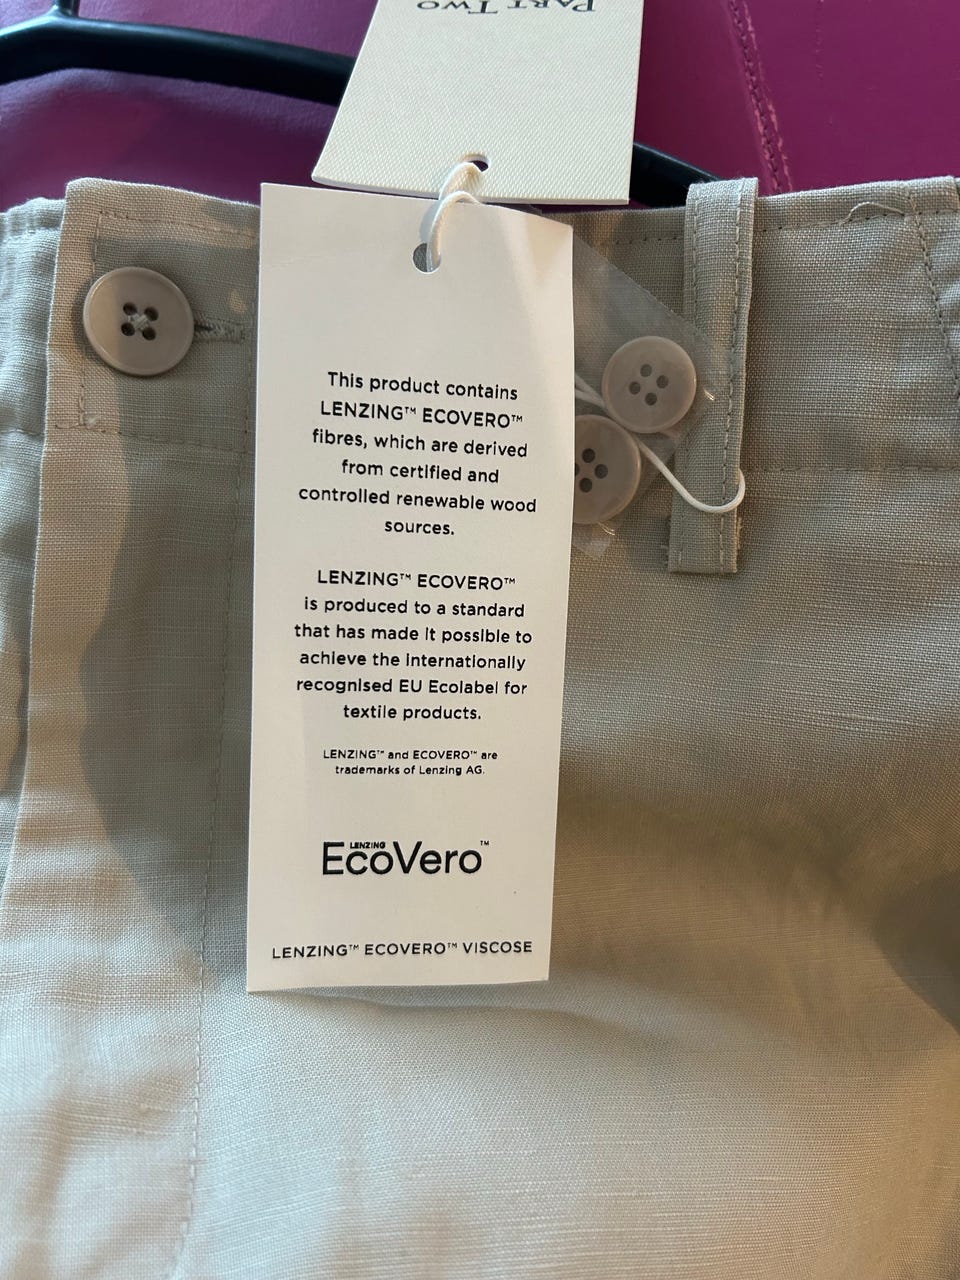 PART TWO
This product contains
LENZING™ ECOVERO™
fibres, which are derived
from certified and
controlled renewable wood
sources.
LENZING™ ECOVERO™
is produced to a standard
that has made it possible to
achieve the internationally
recognised EU Ecolabel for
textile products.
LENZING™ and ECOVERO™ are
trademarks of Lenzing AG.
LENZING
EcoVero™
LENZING™ ECOVERO™ VISCOSE